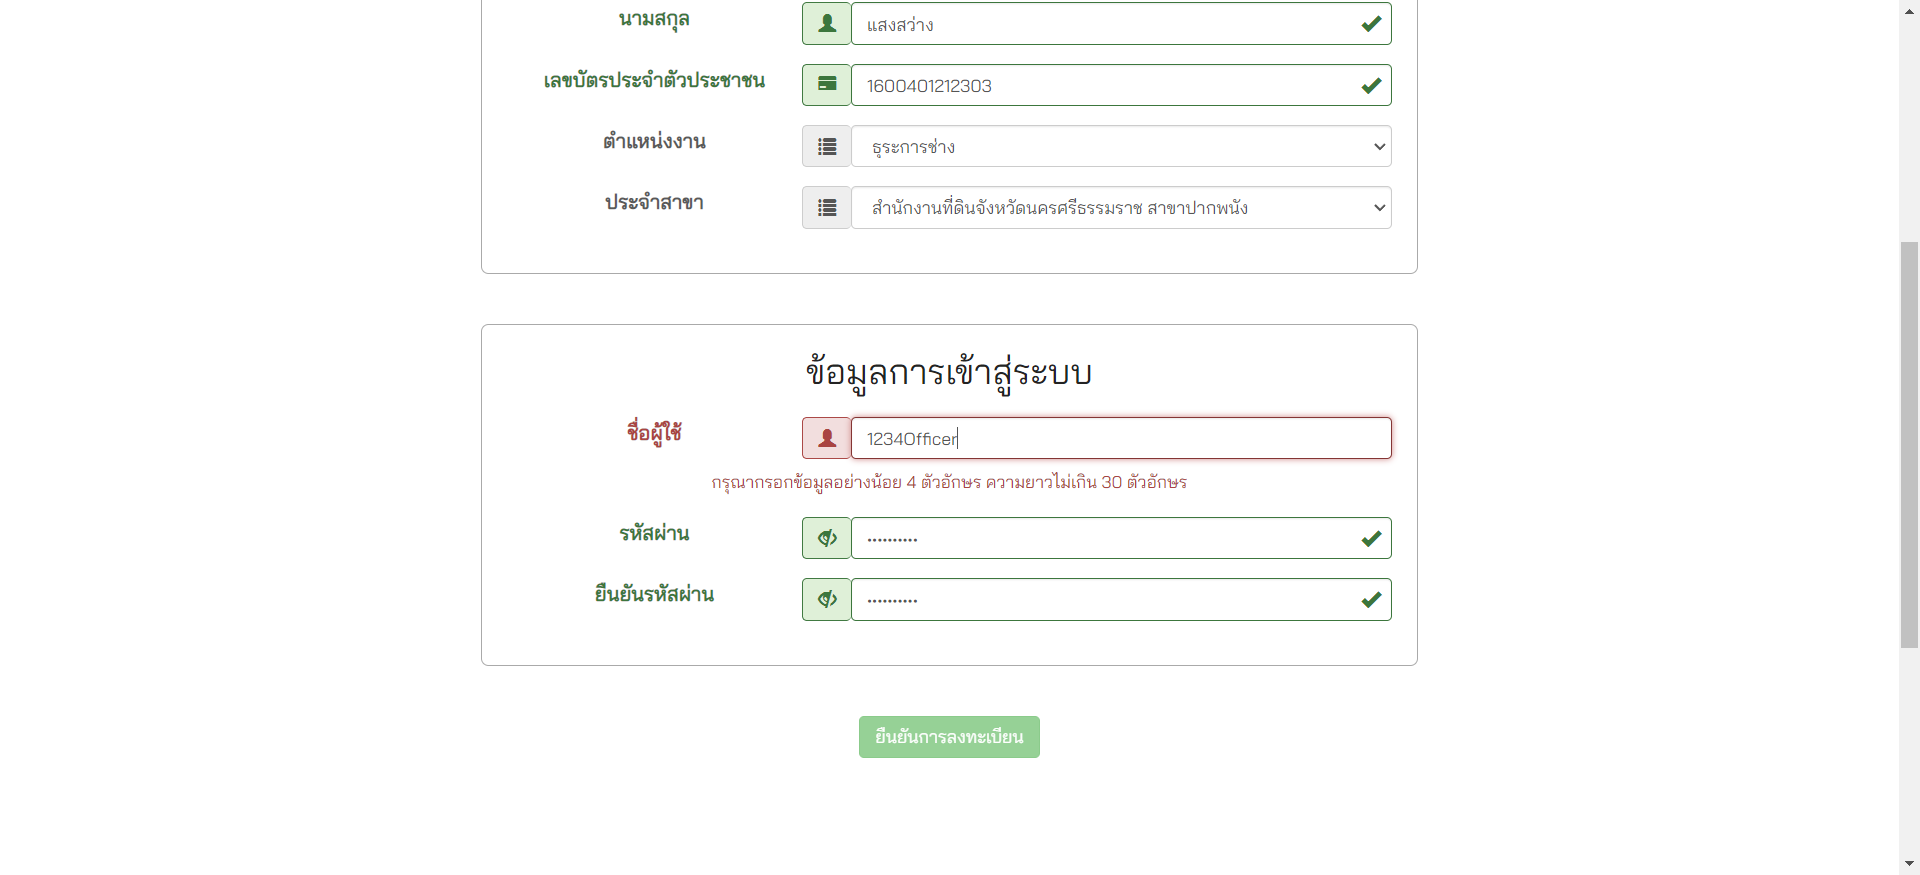 นามสกุล
แสงสว่าง
เลขบัตรประจำตัวประชาชน
1600401212303
ตำแหน่งงาน
ธุระการช่าง
ประจำสาขา
สำนักงานที่ดินจังหวัดนครศรีธรรมราช สาขาปากพนัง
ข้อมูลการเข้าสู่ระบบ
ชื่อผู้ใช้
1234Officer
กรุณากรอกข้อมูลอย่างน้อย 4 ตัวอักษร ความยาวไม่เกิน 30 ตัวอักษร
รหัสผ่าน
••••••••••
ยืนยันรหัสผ่าน
••••••••••
ยืนยันการลงทะเบียน